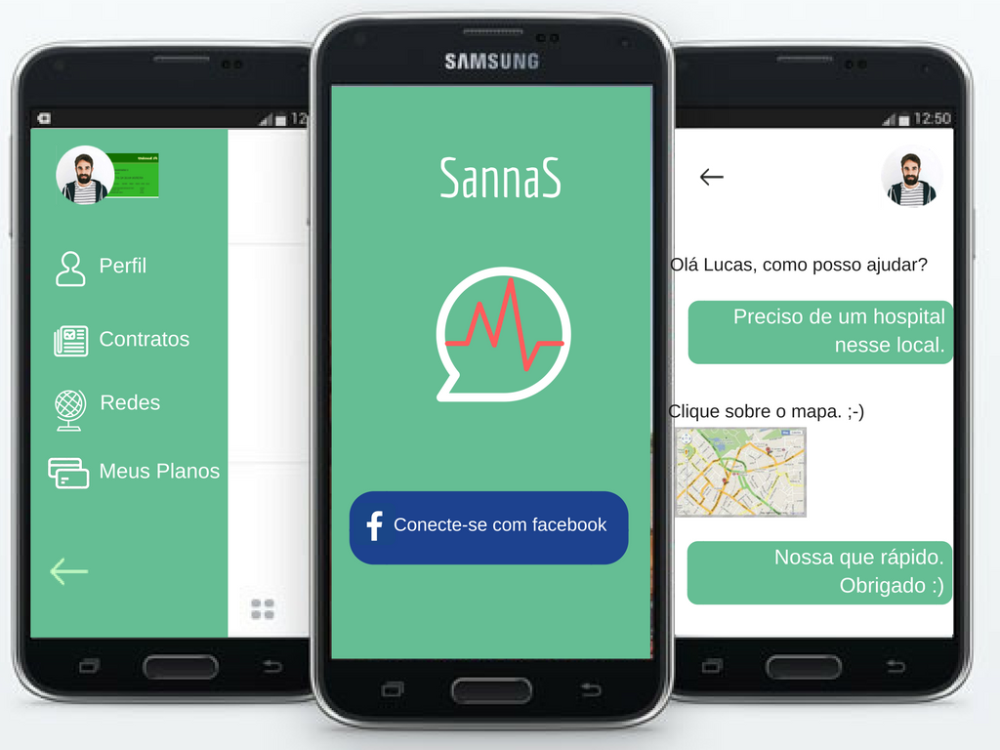 12
Perfil
Contratos
Redes
Meus Planos
SAMSUNG
SannaS
Conecte-se com facebook
12:50
Olá Lucas, como posso ajudar?
Preciso de um hospital
nesse local.
Clique sobre o mapa. ;-)
Nossa que rápido.
Obrigado :)